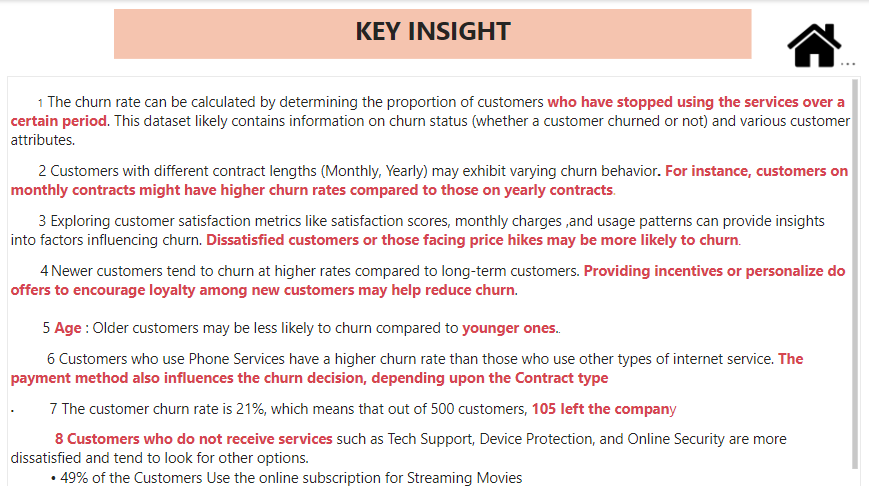 KEY INSIGHT
...
1 The churn rate can be calculated by determining the proportion of customers who have stopped using the services over a
certain period. This dataset likely contains information on churn status (whether a customer churned or not) and various customer
attributes.
2 Customers with different contract lengths (Monthly, Yearly) may exhibit varying churn behavior. For instance, customers on
monthly contracts might have higher churn rates compared to those on yearly contracts.
3 Exploring customer satisfaction metrics like satisfaction scores, monthly charges ,and usage patterns can provide insights
into factors influencing churn. Dissatisfied customers or those facing price hikes may be more likely to churn.
4 Newer customers tend to churn at higher rates compared to long-term customers. Providing incentives or personalize do
offers to encourage loyalty among new customers may help reduce churn.
5 Age : Older customers may be less likely to churn compared to younger ones..
6 Customers who use Phone Services have a higher churn rate than those who use other types of internet service. The
payment method also influences the churn decision, depending upon the Contract type
. 7 The customer churn rate is 21%, which means that out of 500 customers, 105 left the company
8 Customers who do not receive services such as Tech Support, Device Protection, and Online Security are more
dissatisfied and tend to look for other options.
• 49% of the Customers Use the online subscription for Streaming Movies